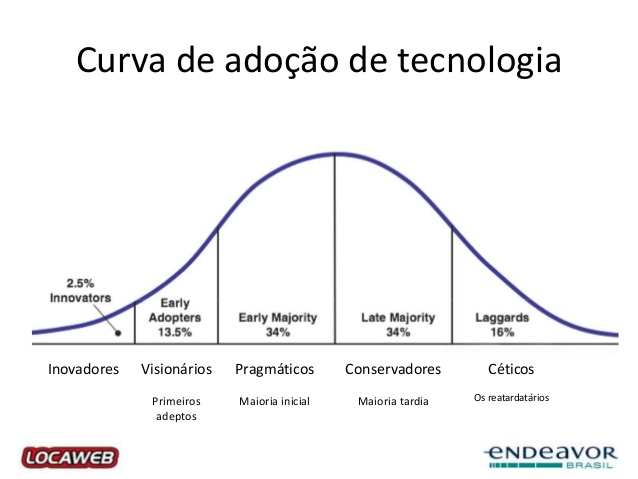 Curva de adoção de tecnologia
2.5%
Innovators
Early
Adopters
13.5%
Early Majority
34%
Late Majority
34%
Laggards
16%
Inovadores
Visionários
Pragmáticos
Conservadores
Céticos
Primeiros
adeptos
Maioria inicial
Maioria tardia
Os reatardatários
LOCAWEB
ENDEAVOR
BRASIL